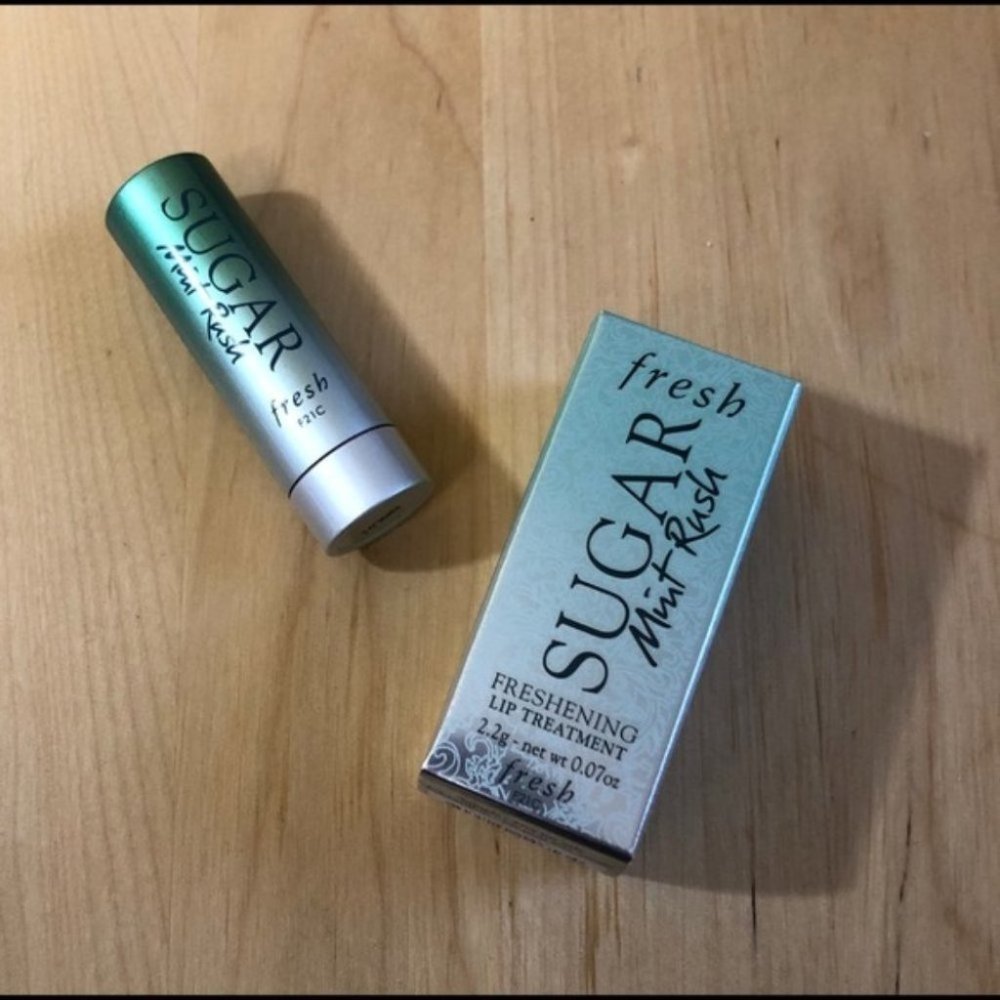 SUGAR
Mint Rush
fresh
F21C
fresh
SUGAR
Mint Rush
FRESHENING
LIP TREATMENT
2.2g - net wt 0.07oz
fresh
F21C